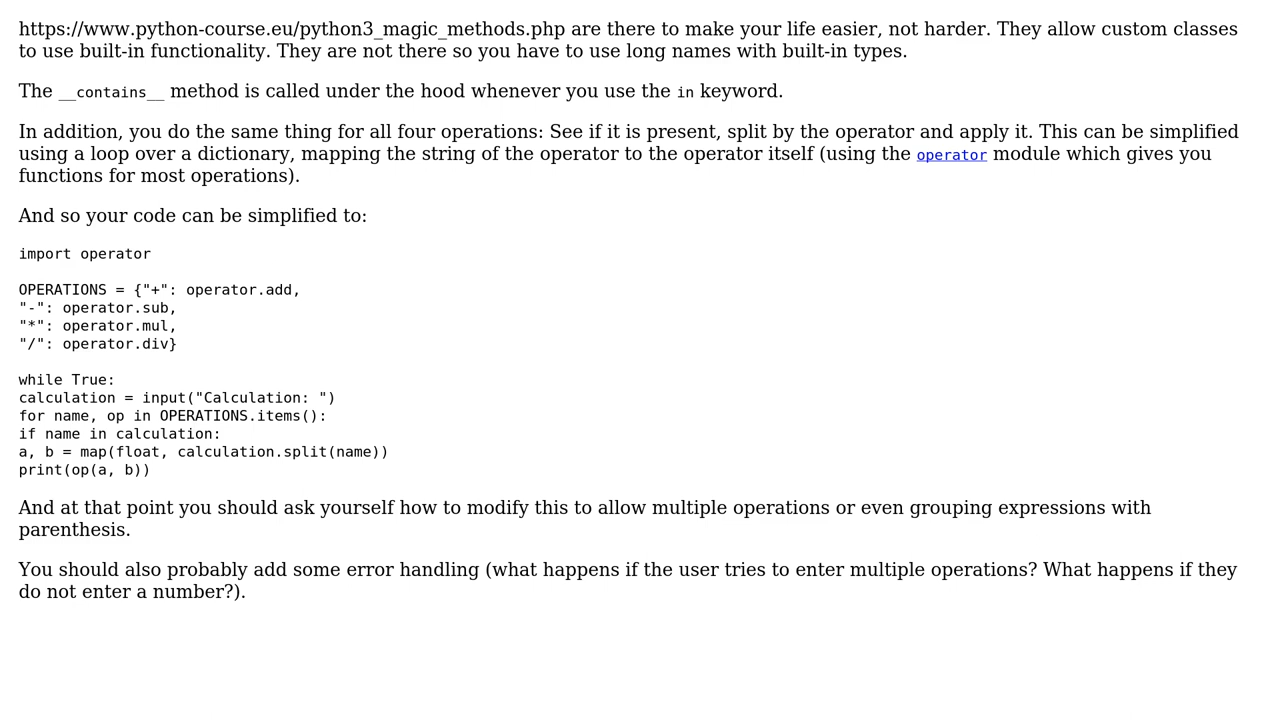 https://www.python-course.eu/python3_magic_methods.php are there to make your life easier, not harder. They allow custom classes
to use built-in functionality. They are not there so you have to use long names with built-in types.
The __contains__ method is called under the hood whenever you use the in keyword.
In addition, you do the same thing for all four operations: See if it is present, split by the operator and apply it. This can be simplified
using a loop over a dictionary, mapping the string of the operator to the operator itself (using the operator module which gives you
functions for most operations).
And so your code can be simplified to:
import operator
OPERATIONS = {"+": operator.add,
"-": operator.sub,
"*": operator.mul,
"/": operator.div}
while True:
calculation = input("Calculation: ")
for name, op in OPERATIONS.items():
if name in calculation:
a, b = map(float, calculation.split(name))
print(op(a, b))
And at that point you should ask yourself how to modify this to allow multiple operations or even grouping expressions with
parenthesis.
You should also probably add some error handling (what happens if the user tries to enter multiple operations? What happens if they
do not enter a number?).